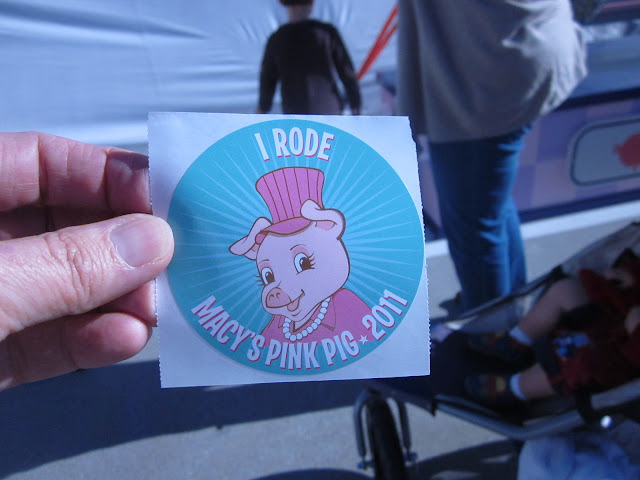 I RODE
MACY'S PINK PIG ★ 2011